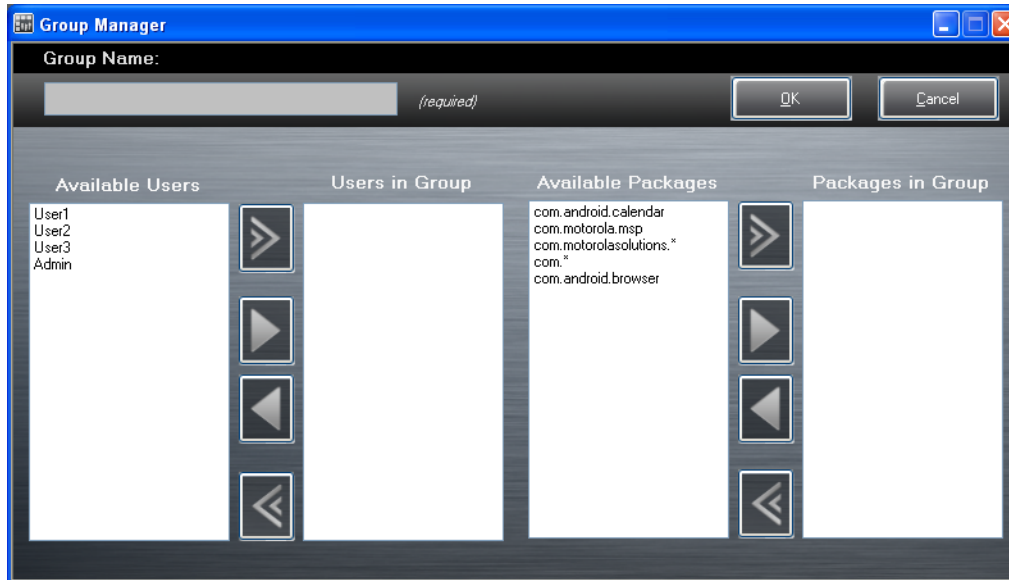 Group Manager
Group Name:
(required)
OK
Cancel
Available Users
Users in Group
Available Packages
Packages in Group
User1
User2
User3
Admin
com.android.calendar
com.motorola.msp
com.motorolasolutions.*
com.*
com.android.browser